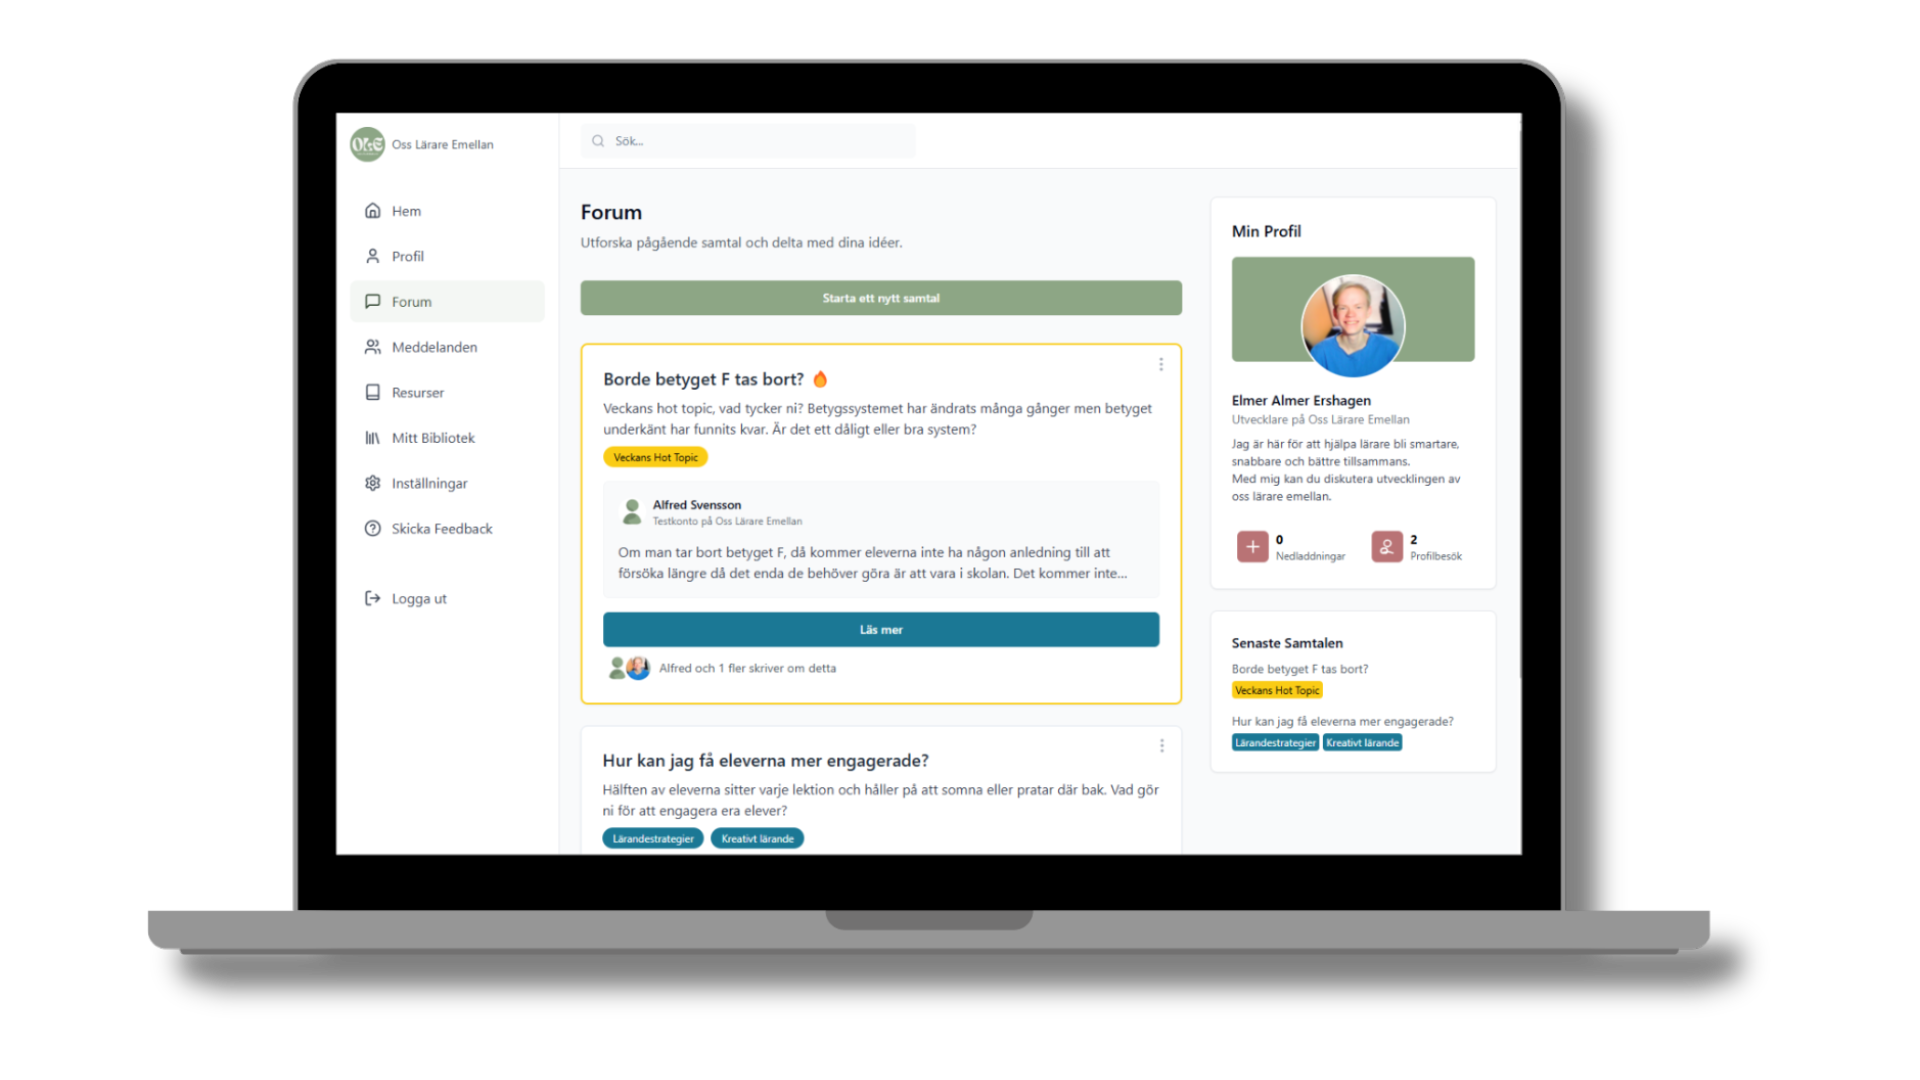 OLE
Oss Lärare Emellan
Hem
Profil
Forum
Meddelanden
Resurser
Mitt Bibliotek
Inställningar
Skicka Feedback
Logga ut
Sök...
Forum
Utforska pågående samtal och delta med dina idéer.
Starta ett nytt samtal
Borde betyget F tas bort? 🔥
Veckans hot topic, vad tycker ni? Betygssystemet har ändrats många gånger men betyget
underkänt har funnits kvar. Är det ett dåligt eller bra system?
Veckans Hot Topic
Alfred Svensson
Testkonto på Oss Lärare Emellan
Om man tar bort betyget F, då kommer eleverna inte ha någon anledning till att
försöka längre då det enda de behöver göra är att vara i skolan. Det kommer inte...
Läs mer
Alfred och 1 fler skriver om detta
Hur kan jag få eleverna mer engagerade?
Hälften av eleverna sitter varje lektion och håller på att somna eller pratar där bak. Vad gör
ni för att engagera era elever?
Lärandestrategier Kreativt lärande
Min Profil
Elmer Almer Ershagen
Utvecklare på Oss Lärare Emellan
Jag är här för att hjälpa lärare bli smartare,
snabbare och bättre tillsammans.
Med mig kan du diskutera utvecklingen av
oss lärare emellan.
0
Nedladdningar
2
Profilbesök
Senaste Samtalen
Borde betyget F tas bort?
Veckans Hot Topic
Hur kan jag få eleverna mer engagerade?
Lärandestrategier Kreativt lärande